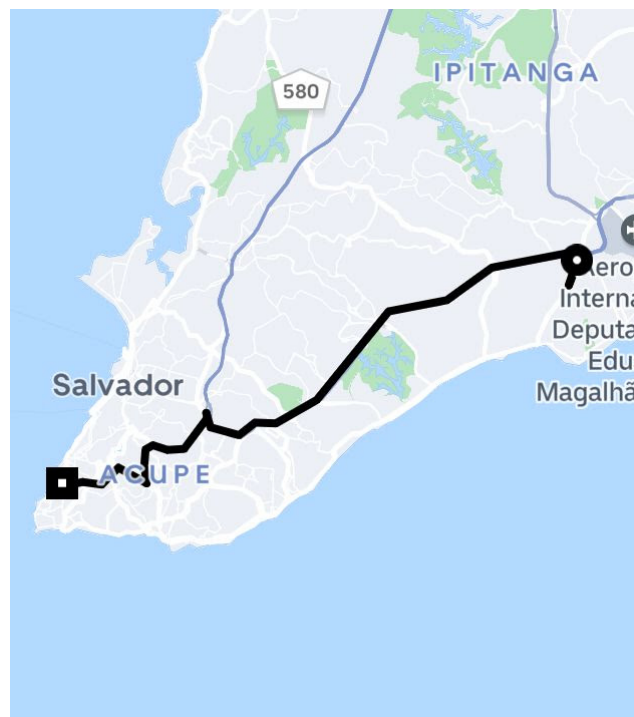 IPITANGA
580
Aero
Interna
Deputa
Edu
Magalhã
Salvador
ACUPE